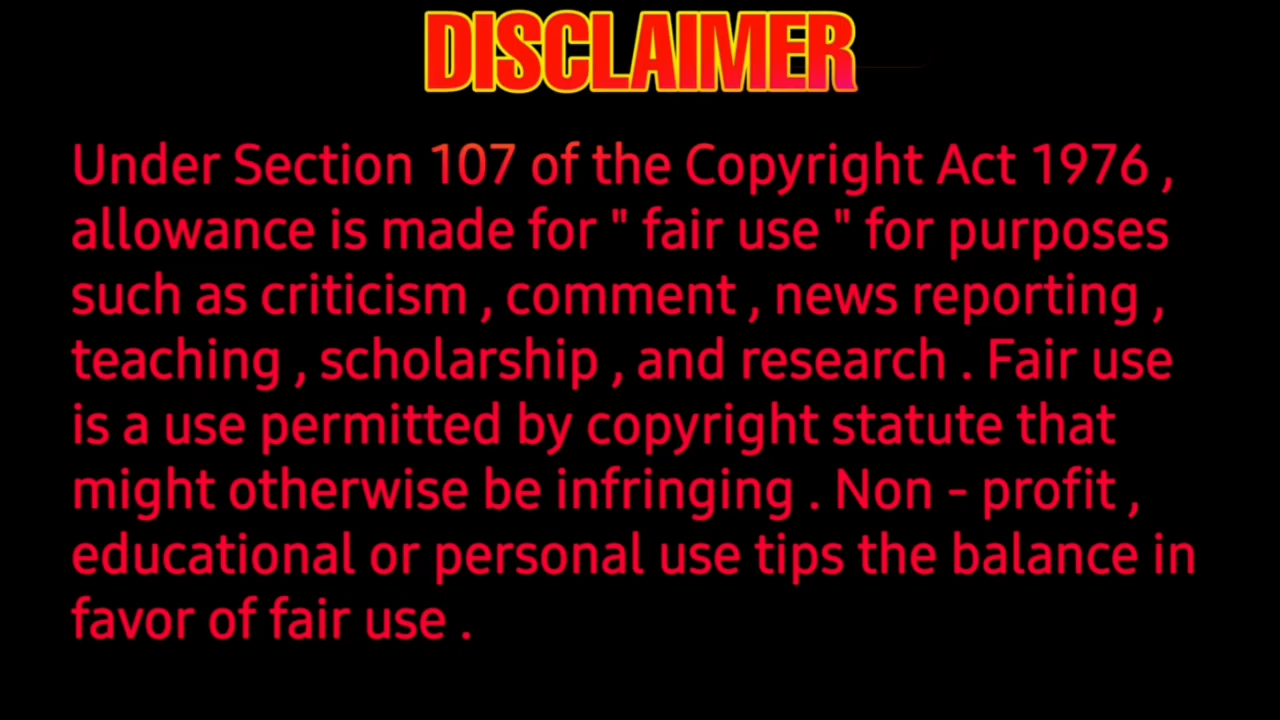 DISCLAIMER
Under Section 107 of the Copyright Act 1976 ,
allowance is made for " fair use " for purposes
such as criticism , comment , news reporting ,
teaching , scholarship , and research . Fair use
is a use permitted by copyright statute that
might otherwise be infringing . Non - profit ,
educational or personal use tips the balance in
favor of fair use .